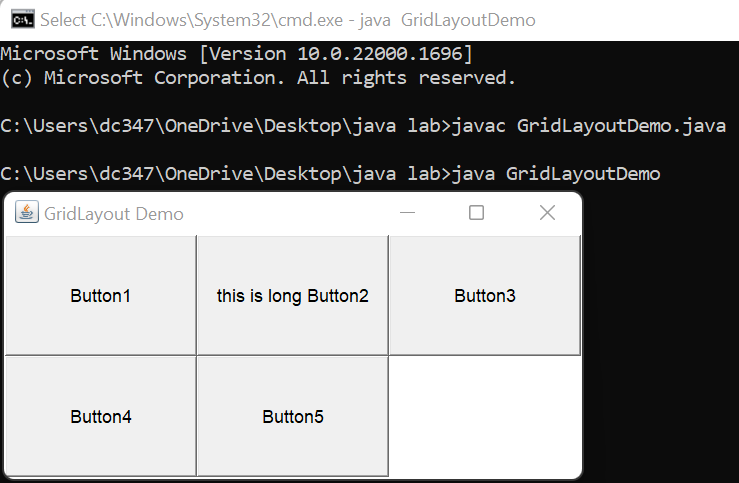 Select C:\Windows\System32\cmd.exe - java  GridLayoutDemo
Microsoft Windows [Version 10.0.22000.1696]
(c) Microsoft Corporation. All rights reserved.
C:\Users\dc347\OneDrive\Desktop\java lab>javac GridLayoutDemo.java
C:\Users\dc347\OneDrive\Desktop\java lab>java GridLayoutDemo
GridLayout Demo
Button1 this is long Button2 Button3
Button4 Button5